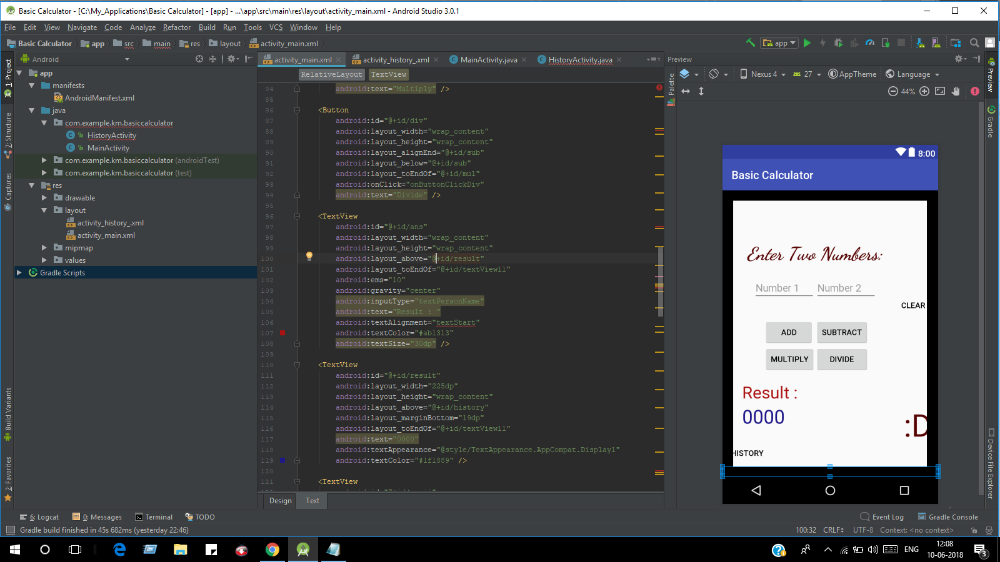 Basic Calculator - [C:\My_Applications\Basic Calculator] - [app] - ...\app\src\main\res\layout\activity_main.xml - Android Studio 3.0.1
File Edit View Navigate Code Analyze Refactor Build Run Tools VCS Window Help
Basic Calculator app src main res layout activity_main.xml
app
Android
activity_main.xml activity_history_.xml MainActivity.java HistoryActivity.java
1
Preview
1: Project
7: Structure
Captures
Build Variants
2: Favorites
app
manifests
AndroidManifest.xml
java
com.example.km.basiccalculator
HistoryActivity
MainActivity
com.example.km.basiccalculator (androidTest)
com.example.km.basiccalculator (test)
res
drawable
layout
activity_history_.xml
activity_main.xml
mipmap
values
Gradle Scripts
RelativeLayout TextView
84 android:text="Multiply" />
85
86 <Button
87 android:id="@+id/div"
88 android:layout_width="wrap_content"
89 android:layout_height="wrap_content"
90 android:layout_alignEnd="@+id/sub"
91 android:layout_below="@+id/sub"
92 android:layout_toEndOf="@+id/mul"
93 android:onClick="onButtonClickDiv"
94 android:text="Divide" />
95
96 <TextView
97 android:id="@+id/ans"
98 android:layout_width="wrap_content"
99 android:layout_height="wrap_content"
100 android:layout_above="@+id/result"
101 android:layout_toEndOf="@+id/textView11"
102 android:ems="10"
103 android:gravity="center"
104 android:inputType="textPersonName"
105 android:text="Result : "
106 android:textAlignment="textStart"
107 android:textColor="#ab1313"
108 android:textSize="30dp" />
109
110 <TextView
111 android:id="@+id/result"
112 android:layout_width="225dp"
113 android:layout_height="wrap_content"
114 android:layout_above="@+id/history"
115 android:layout_marginBottom="19dp"
116 android:layout_toEndOf="@+id/textView11"
117 android:text="0000"
118 android:textAppearance="@style/TextAppearance.AppCompat.Display1"
119 android:textColor="#1f1889" />
120
121 <TextView
Design Text
Palette
Nexus 4 27 AppTheme Language
44%
8:00
Basic Calculator
Enter Two Numbers:
Number 1 Number 2
CLEAR
ADD SUBTRACT
MULTIPLY DIVIDE
Result :
0000
:D
HISTORY
Preview
Gradle
Device File Explorer
6: Logcat 0: Messages Terminal TODO Event Log Gradle Console
Gradle build finished in 45s 682ms (yesterday 22:46) 100:32 CRLF UTF-8 Context: <no context>
ENG
12:08
10-06-2018
3